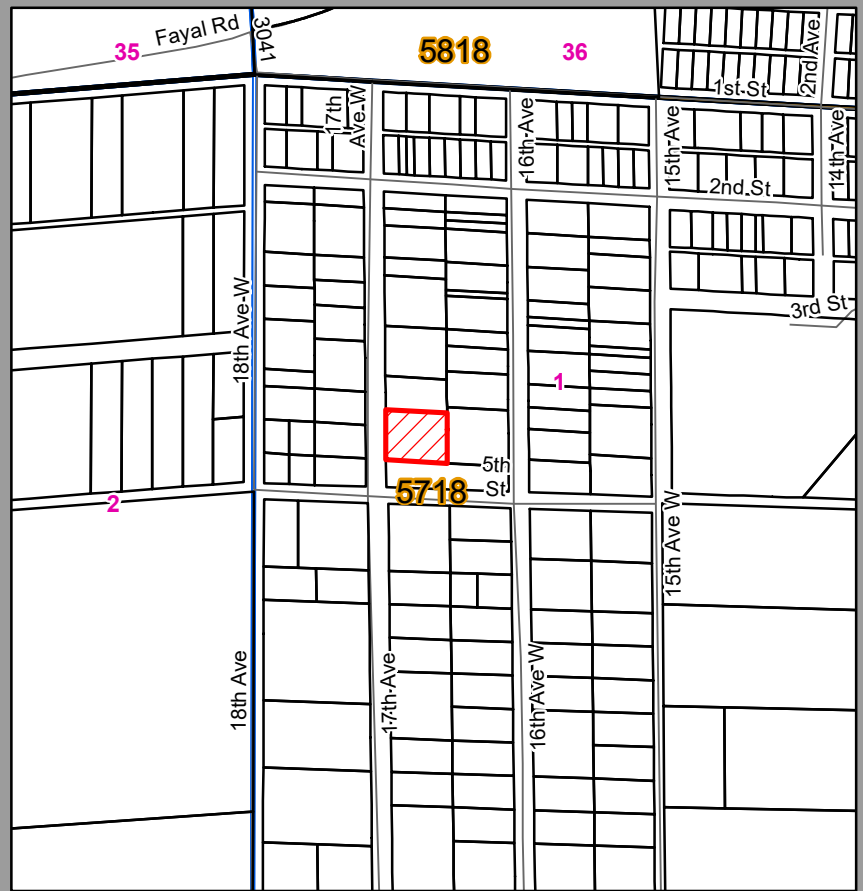 Fayal Rd
3041
35
5818
36
2nd Ave
1st St
17th
Ave W
16th Ave
15th Ave
14th Ave
2nd St
18th Ave W
3rd St
1
5th
St
5718
2
15th Ave W
18th Ave
17th Ave
16th Ave W